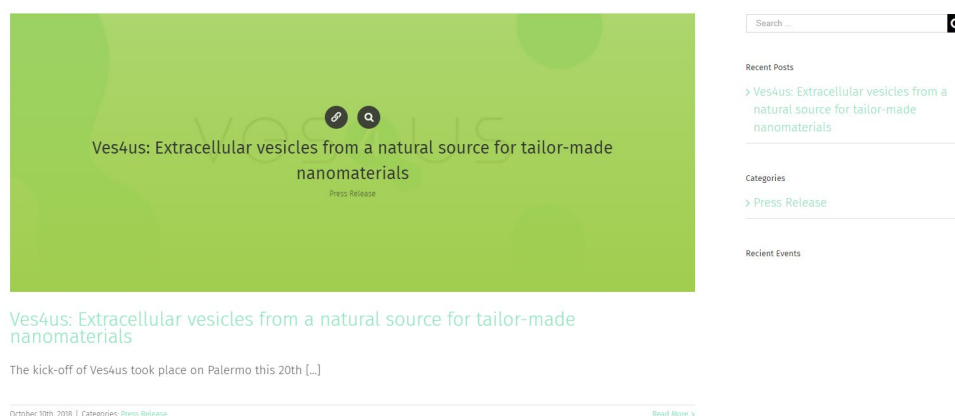 VES4US
Ves4us: Extracellular vesicles from a natural source for tailor-made
nanomaterials
Press Release
Ves4us: Extracellular vesicles from a natural source for tailor-made
nanomaterials
The kick-off of Ves4us took place on Palermo this 20th [...]
October 10th, 2018 | Categories: Press Release
Read More >
Search ...
Recent Posts
> Ves4us: Extracellular vesicles from a
natural source for tailor-made
nanomaterials
Categories
> Press Release
Recient Events